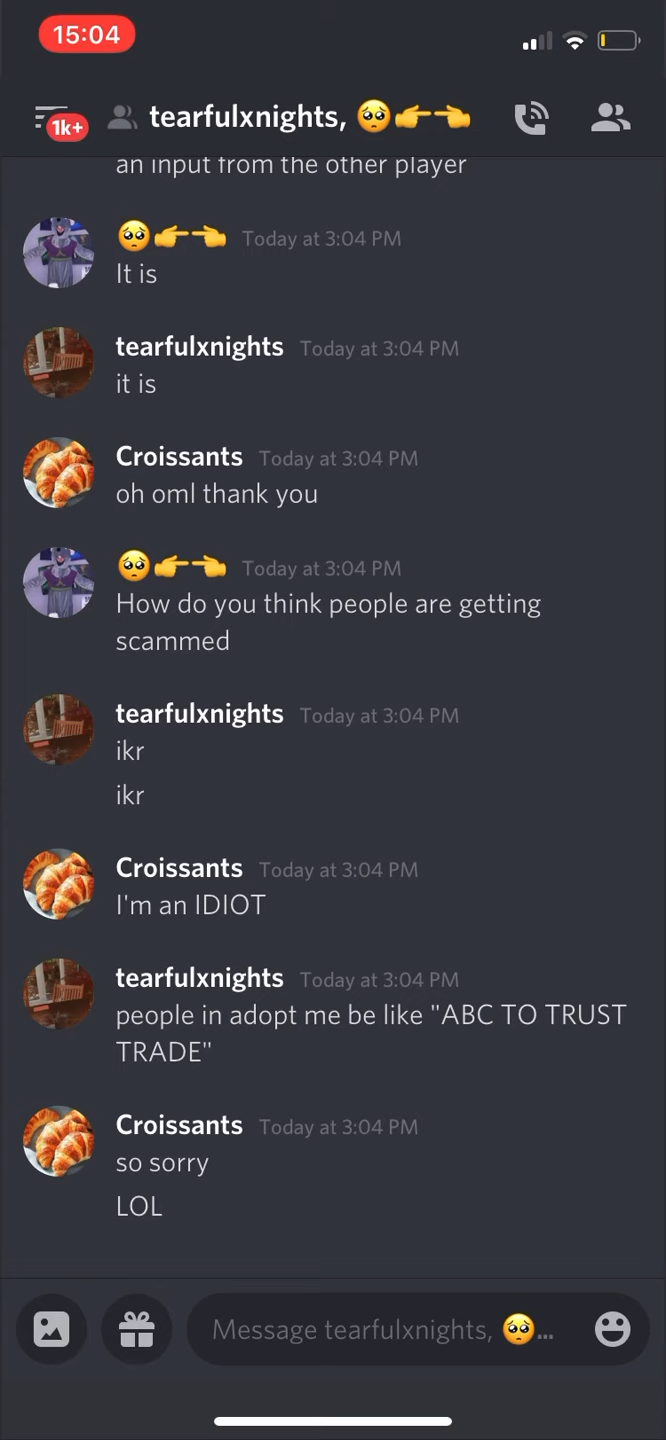 15:04
1k+
tearfulxnights, 🥺👉👈
an input from the other player
🥺👉👈 Today at 3:04 PM
It is
tearfulxnights Today at 3:04 PM
it is
Croissants Today at 3:04 PM
oh oml thank you
🥺👉👈 Today at 3:04 PM
How do you think people are getting
scammed
tearfulxnights Today at 3:04 PM
ikr
ikr
Croissants Today at 3:04 PM
I'm an IDIOT
tearfulxnights Today at 3:04 PM
people in adopt me be like "ABC TO TRUST
TRADE"
Croissants Today at 3:04 PM
so sorry
LOL
Message tearfulxnights, 🥺...